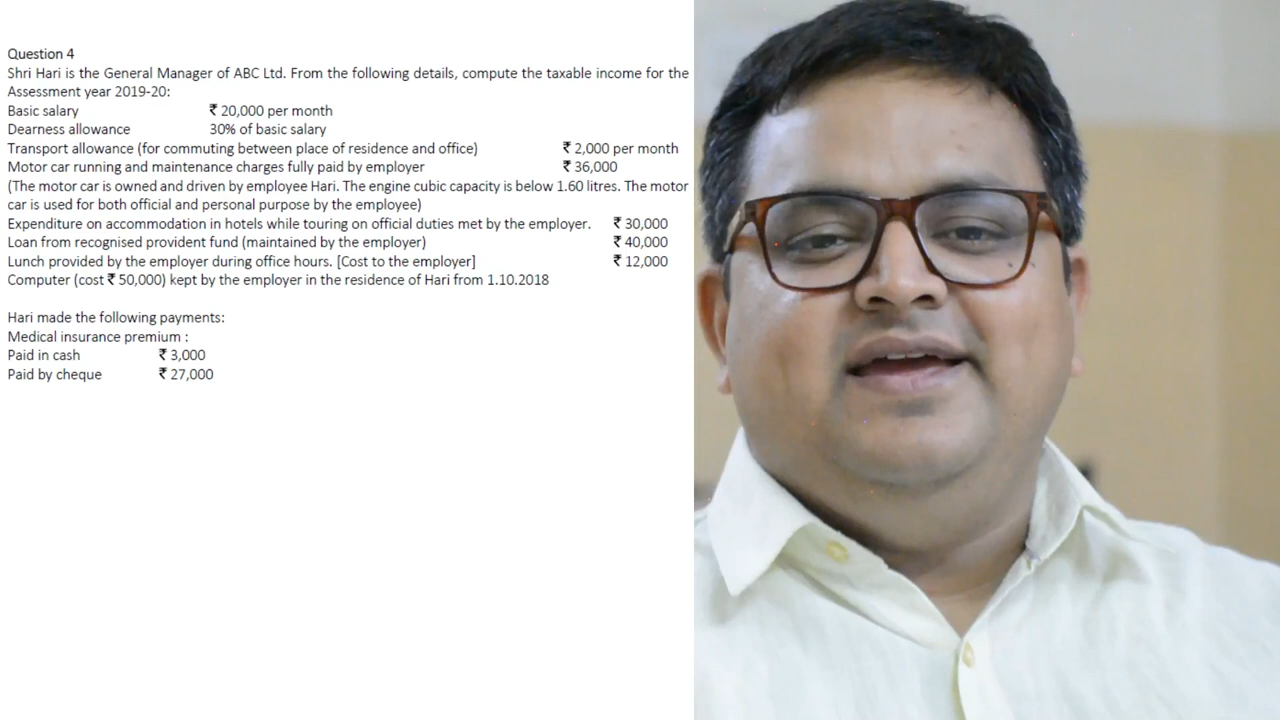 Question 4
Shri Hari is the General Manager of ABC Ltd. From the following details, compute the taxable income for the
Assessment year 2019-20:
Basic salary ₹ 20,000 per month
Dearness allowance 30% of basic salary
Transport allowance (for commuting between place of residence and office) ₹ 2,000 per month
Motor car running and maintenance charges fully paid by employer ₹ 36,000
(The motor car is owned and driven by employee Hari. The engine cubic capacity is below 1.60 litres. The motor
car is used for both official and personal purpose by the employee)
Expenditure on accommodation in hotels while touring on official duties met by the employer. ₹ 30,000
Loan from recognised provident fund (maintained by the employer) ₹ 40,000
Lunch provided by the employer during office hours. [Cost to the employer] ₹ 12,000
Computer (cost ₹ 50,000) kept by the employer in the residence of Hari from 1.10.2018
Hari made the following payments:
Medical insurance premium :
Paid in cash ₹ 3,000
Paid by cheque ₹ 27,000